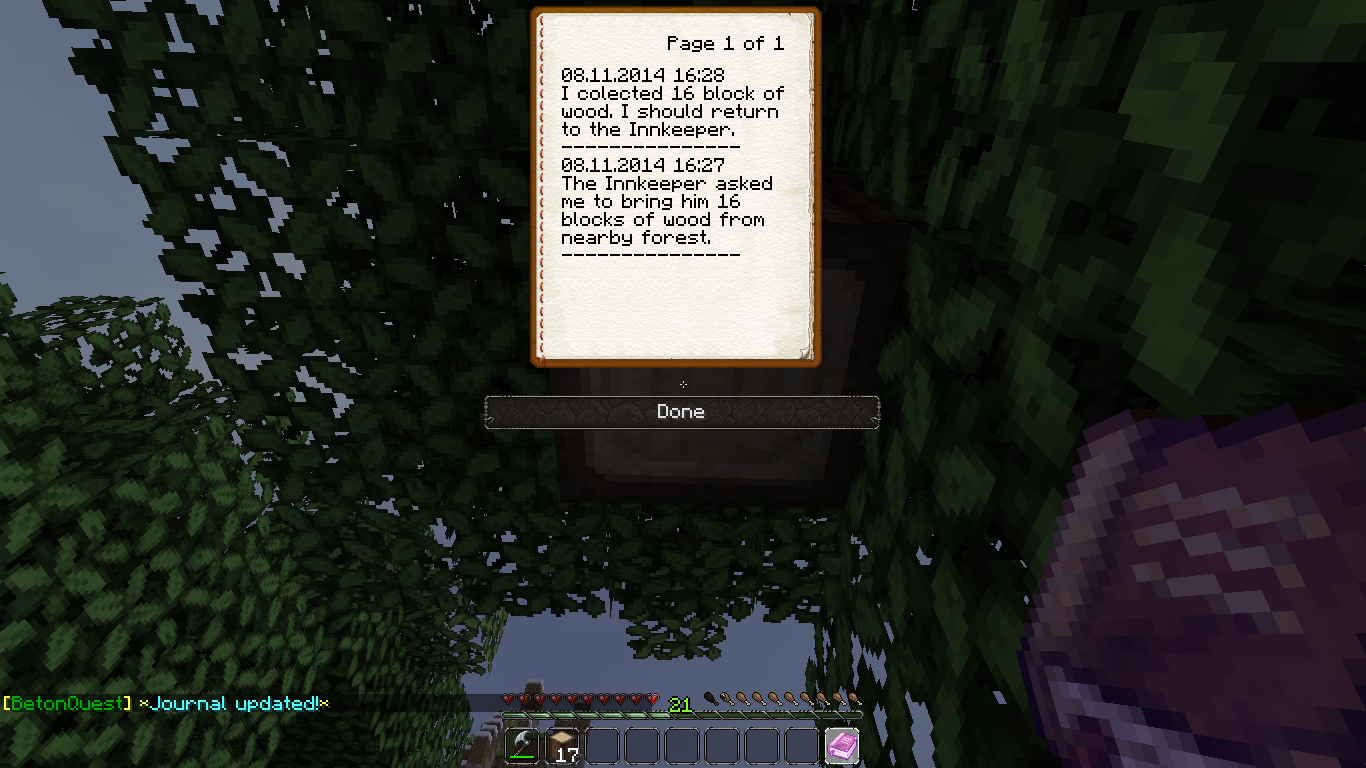 Page 1 of 1
08.11.2014 16:28
I colected 16 block of
wood. I should return
to the Innkeeper.
---------------
08.11.2014 16:27
The Innkeeper asked
me to bring him 16
blocks of wood from
nearby forest.
---------------
Done
[BetonQuest] *Journal updated!*
21
17